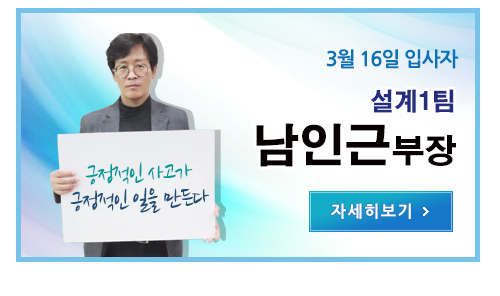 3월 16일 입사자
설계1팀
남인근부장
긍정적인 사고가
긍정적인 일을 만든다
자세히보기 >